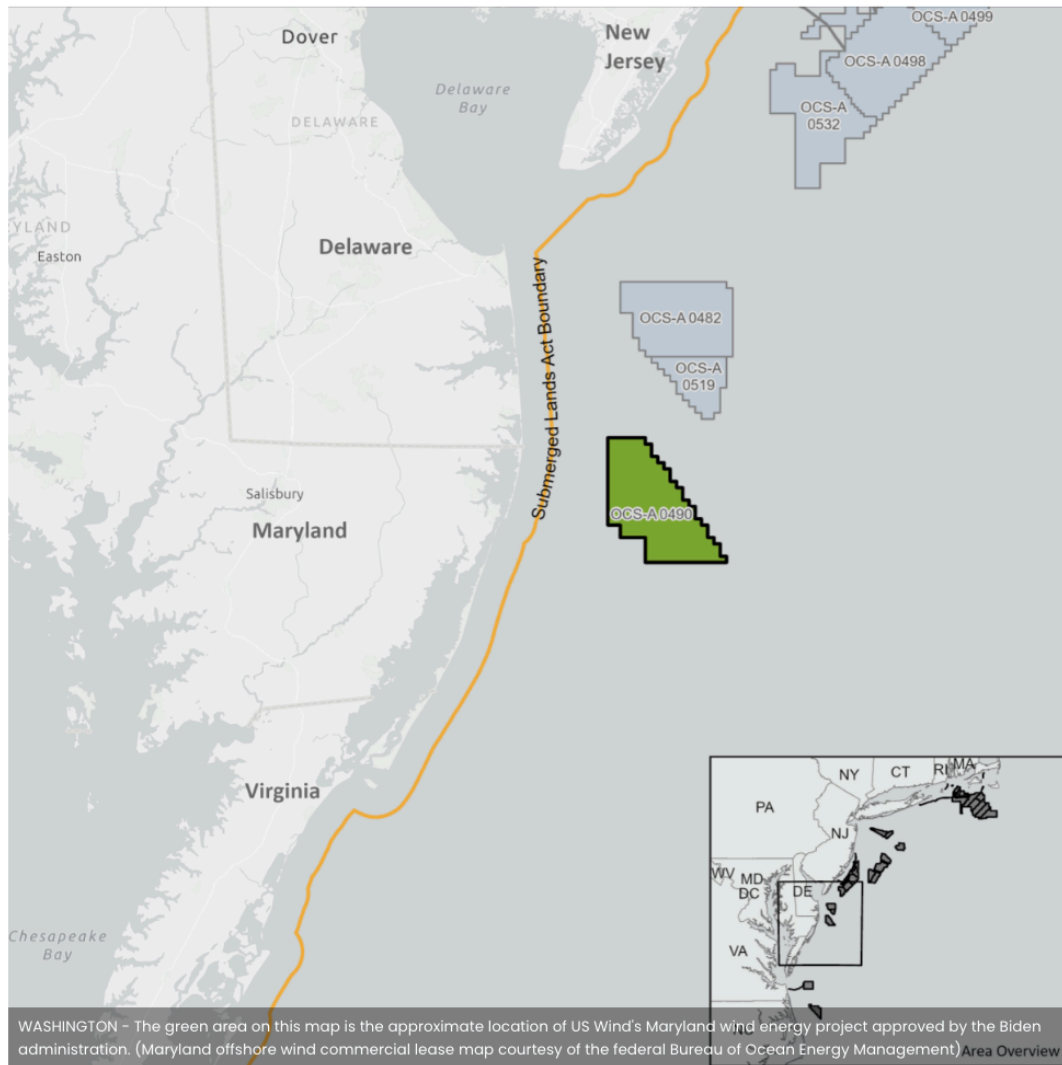 OCS-A 0499
Dover
New
Jersey
OCS-A 0498
Delaware
Bay
OCS-A
0532
DELAWARE
YLAND
Easton
Delaware
Submerged Lands Act Boundary
OCS-A 0482
OCS-A
0519
Salisbury
Maryland
OCS-A 0490
Virginia
Chesapeake
Bay
NY
CT
RI
MA
PA
NJ
WV
MD
DC
DE
VA
NC
WASHINGTON - The green area on this map is the approximate location of US Wind's Maryland wind energy project approved by the Biden
administration. (Maryland offshore wind commercial lease map courtesy of the federal Bureau of Ocean Energy Management)
Area Overview